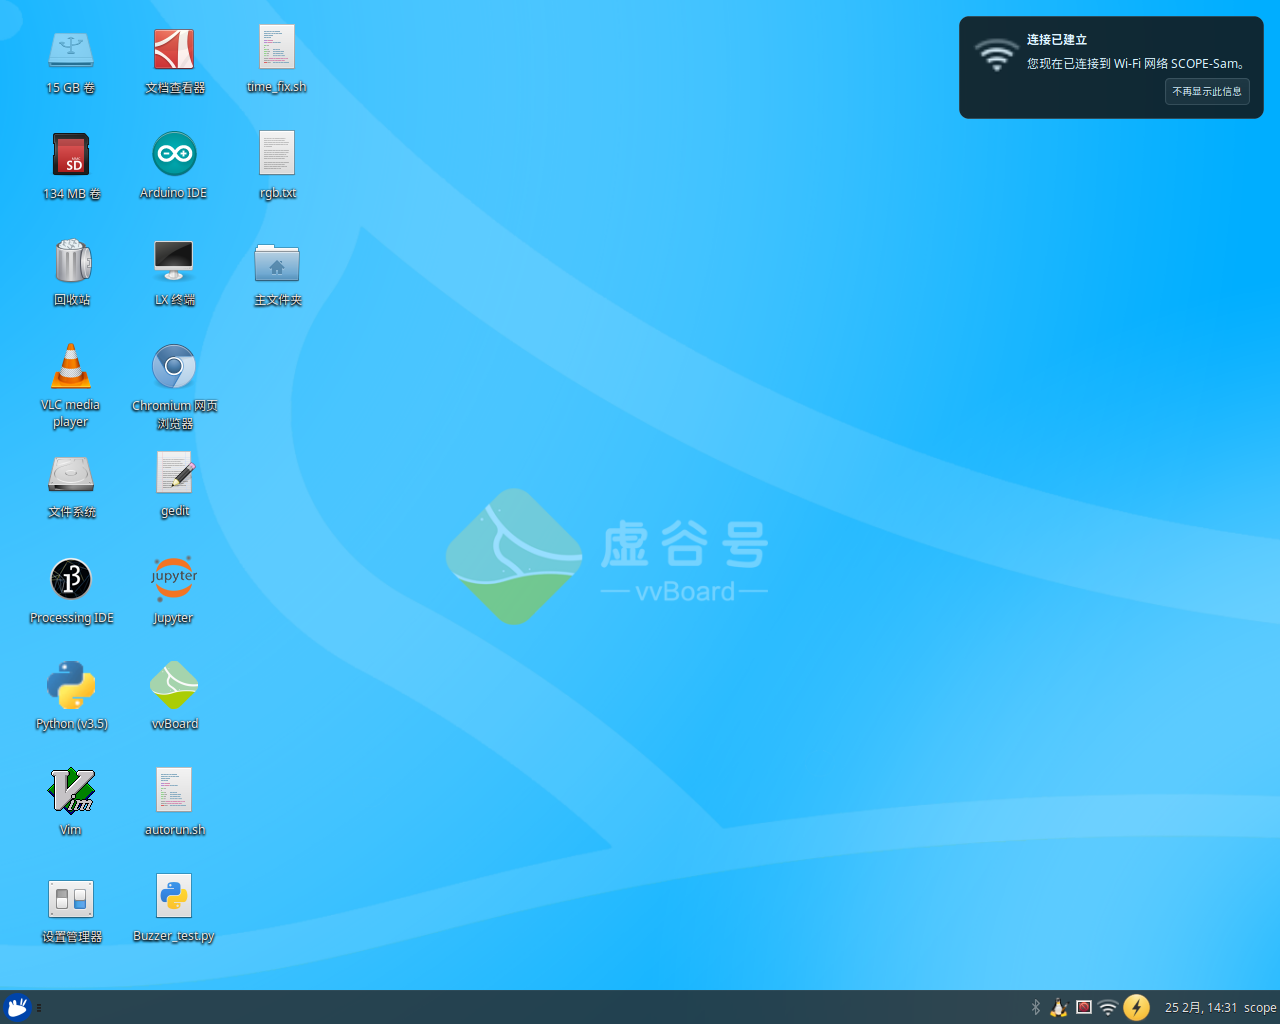 15 GB 卷
134 MB 卷
回收站
VLC media
player
文件系统
Processing IDE
Python (v3.5)
Vim
设置管理器
文档查看器
Arduino IDE
LX 终端
Chromium 网页
浏览器
gedit
jupyter
Jupyter
vvBoard
autorun.sh
Buzzer_test.py
time_fix.sh
rgb.txt
主文件夹
SD
Vim
虚谷号
vvBoard
连接已建立
您现在已连接到 Wi-Fi 网络 SCOPE-Sam。
不再显示此信息
25 2月, 14:31 scope